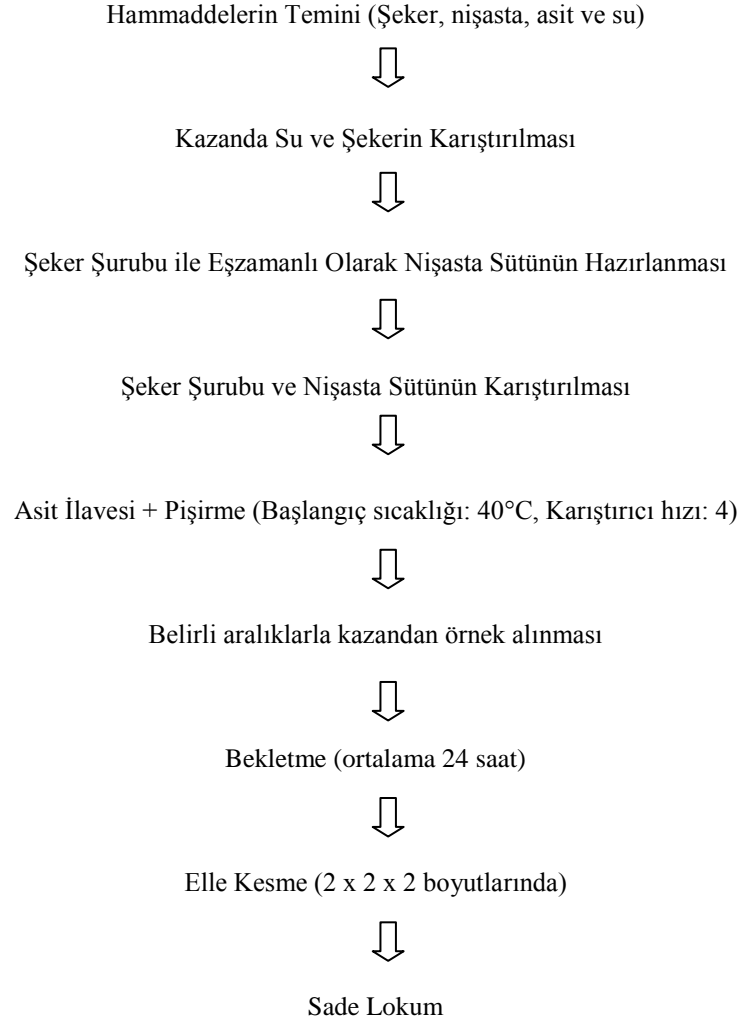 Hammaddelerin Temini (Şeker, nişasta, asit ve su)
Kazanda Su ve Şekerin Karıştırılması
Şeker Şurubu ile Eşzamanlı Olarak Nişasta Sütünün Hazırlanması
Şeker Şurubu ve Nişasta Sütünün Karıştırılması
Asit İlavesi + Pişirme (Başlangıç sıcaklığı: 40°C, Karıştırıcı hızı: 4)
Belirli aralıklarla kazandan örnek alınması
Bekletme (ortalama 24 saat)
Elle Kesme (2 x 2 x 2 boyutlarında)
Sade Lokum